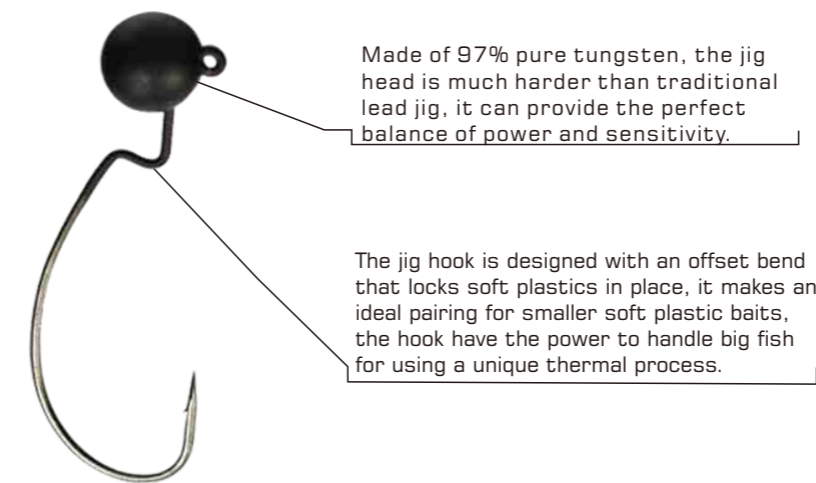 Made of 97% pure tungsten, the jig
head is much harder than traditional
lead jig, it can provide the perfect
balance of power and sensitivity.
The jig hook is designed with an offset bend
that locks soft plastics in place, it makes an
ideal pairing for smaller soft plastic baits,
the hook have the power to handle big fish
for using a unique thermal process.